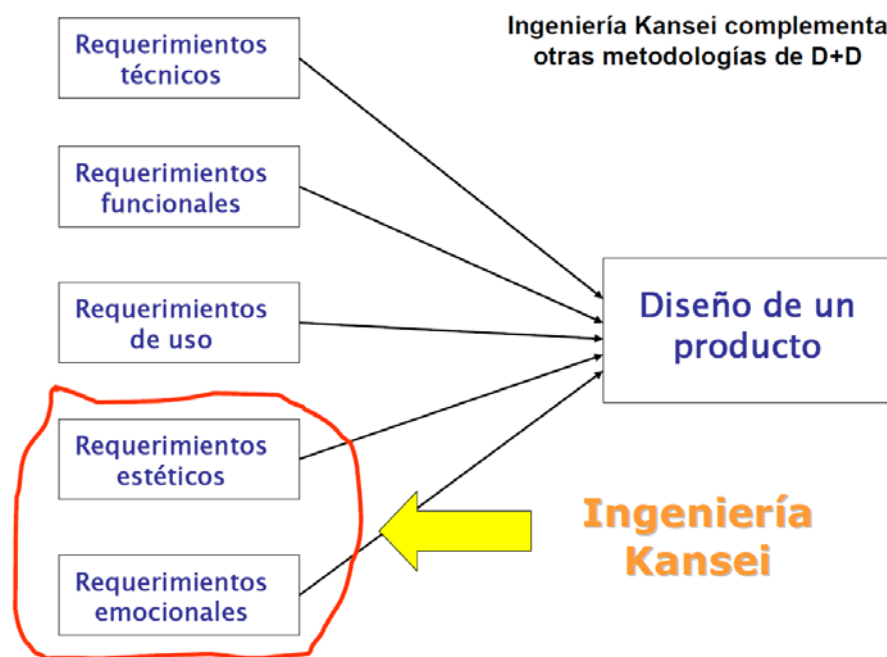 Ingeniería Kansei complementa
otras metodologías de D+D
Requerimientos
técnicos
Requerimientos
funcionales
Requerimientos
de uso
Requerimientos
estéticos
Requerimientos
emocionales
Diseño de un
producto
Ingeniería
Kansei